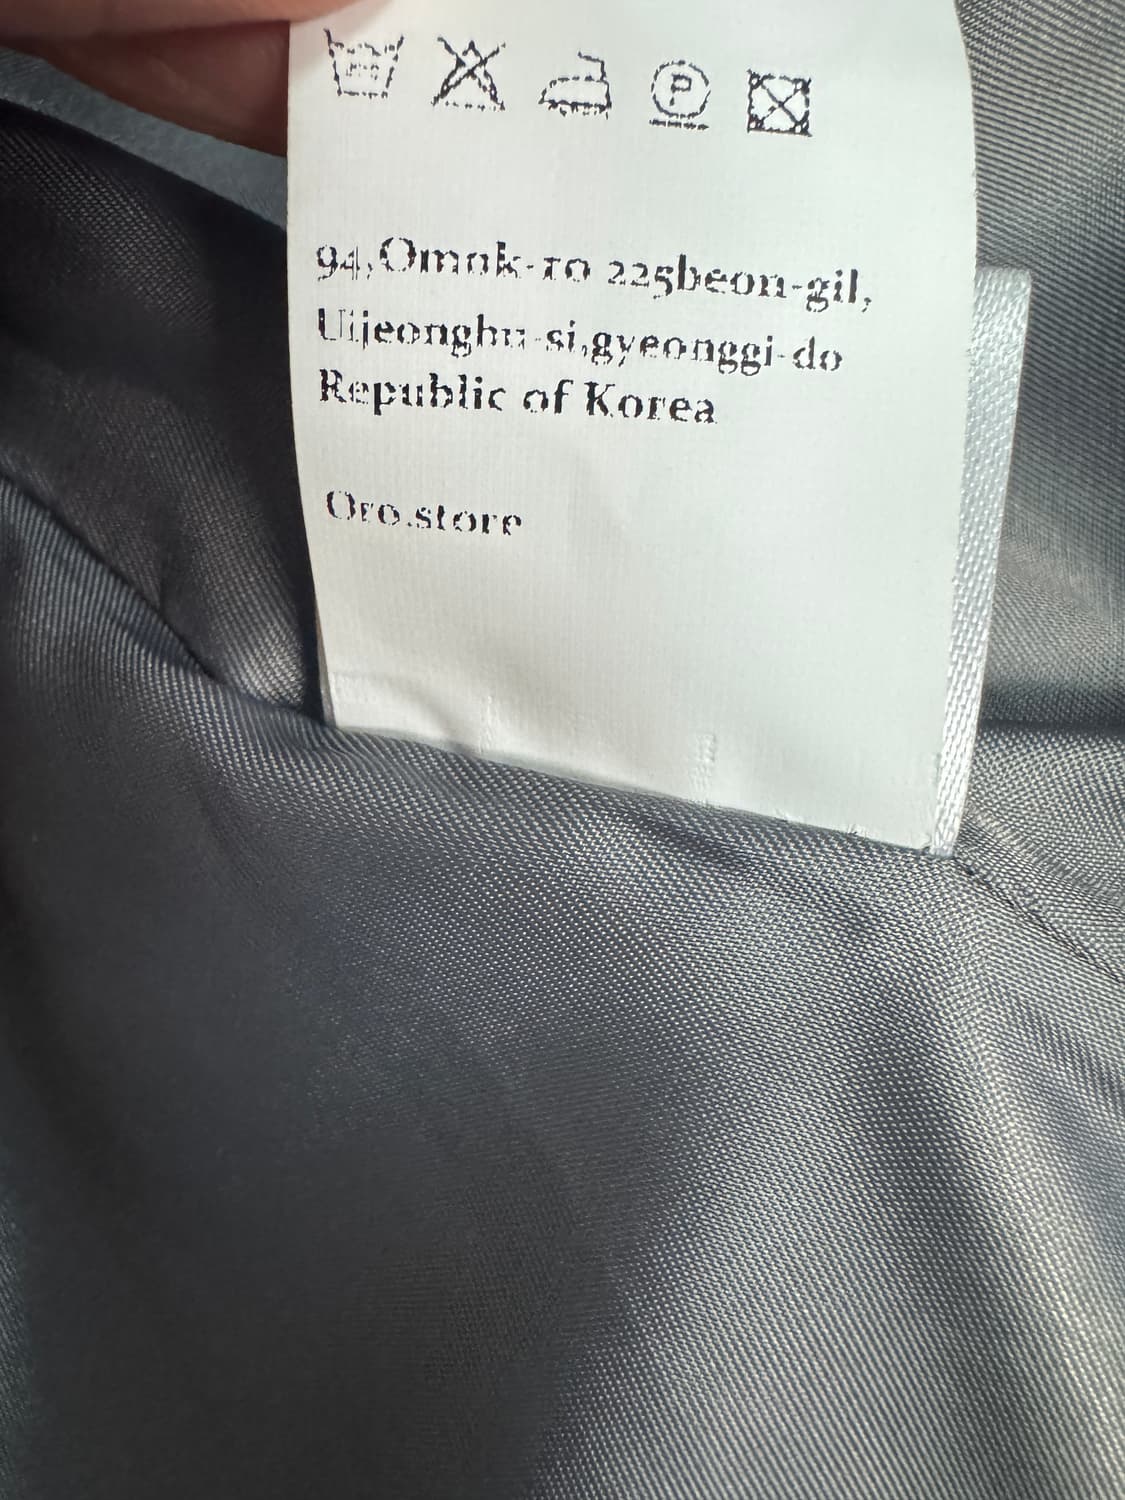 P
94,Omok-ro 225beon-gil,
Uijeongbu-si,gyeonggi-do
Republic of Korea
Oro.store